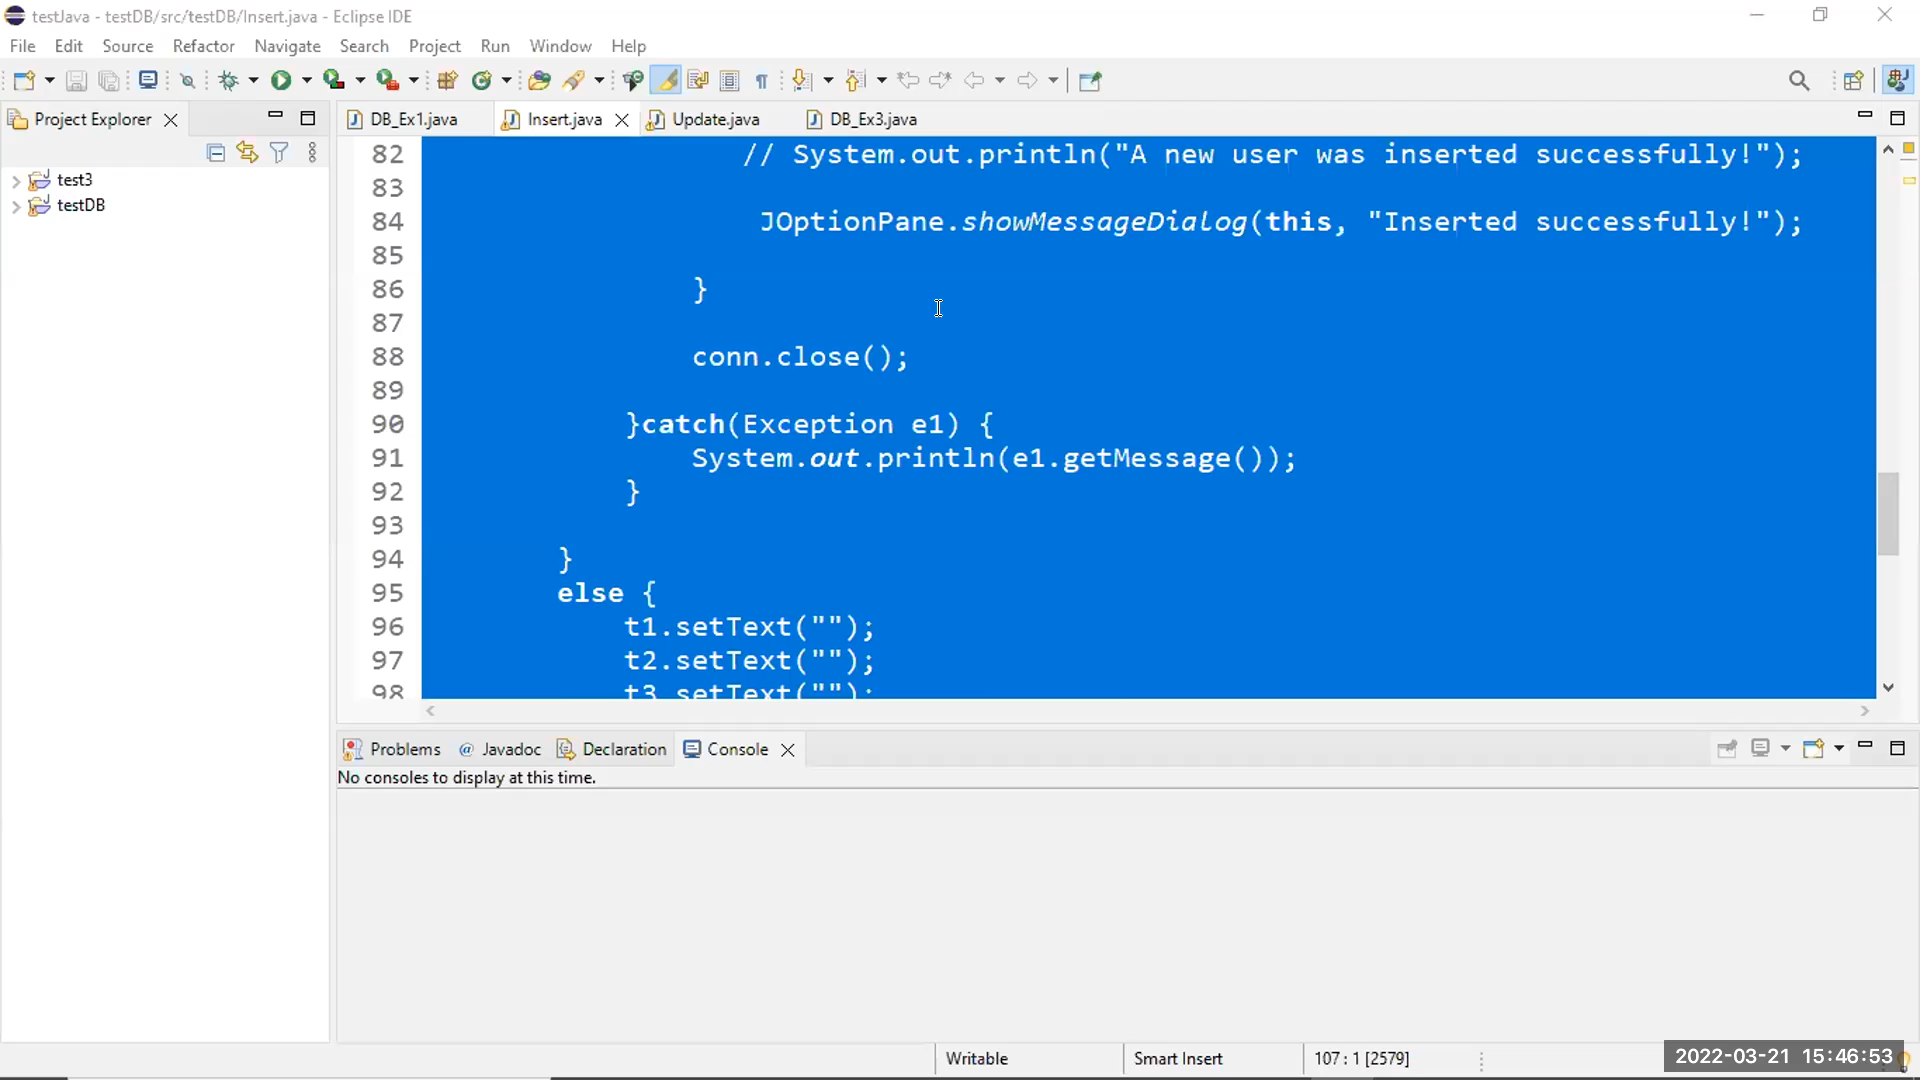 testJava - testDB/src/testDB/Insert.java - Eclipse IDE
File Edit Source Refactor Navigate Search Project Run Window Help
Project Explorer
DB_Ex1.java Insert.java Update.java DB_Ex3.java
test3
testDB
82 // System.out.println("A new user was inserted successfully!");
83
84 JOptionPane.showMessageDialog(this, "Inserted successfully!");
85
86 }
87
88 conn.close();
89
90 }catch(Exception e1) {
91 System.out.println(e1.getMessage());
92 }
93
94 }
95 else {
96 t1.setText("");
97 t2.setText("");
98 t3.setText("");
Problems @ Javadoc Declaration Console
No consoles to display at this time.
Writable Smart Insert 107 : 1 [2579]
2022-03-21 15:46:53